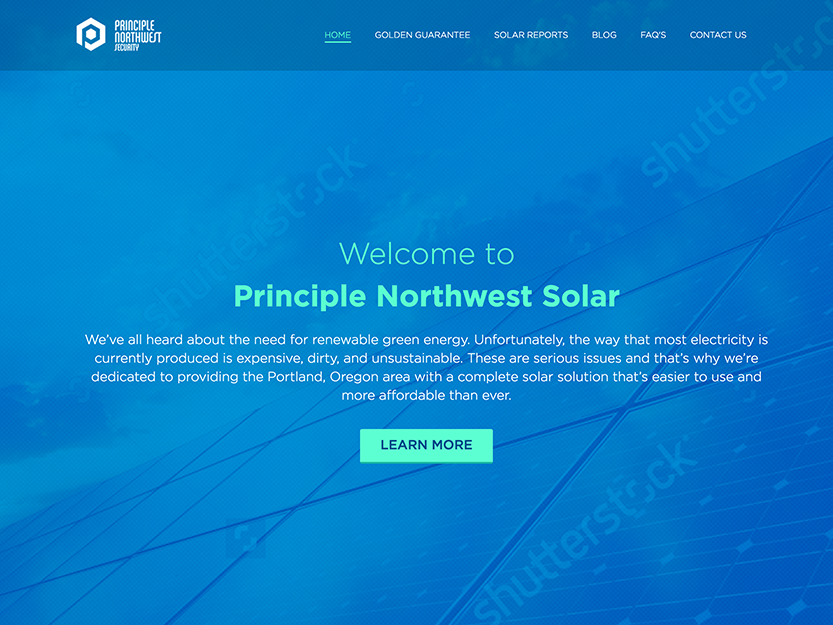 PRINCIPLE
NORTHWEST
SECURITY
HOME GOLDEN GUARANTEE SOLAR REPORTS BLOG FAQ'S CONTACT US
shutterstock
shutterstock
Welcome to
Principle Northwest Solar
We've all heard about the need for renewable green energy. Unfortunately, the way that most electricity is
currently produced is expensive, dirty, and unsustainable. These are serious issues and that's why we're
dedicated to providing the Portland, Oregon area with a complete solar solution that's easier to use and
more affordable than ever.
LEARN MORE
shutterstock